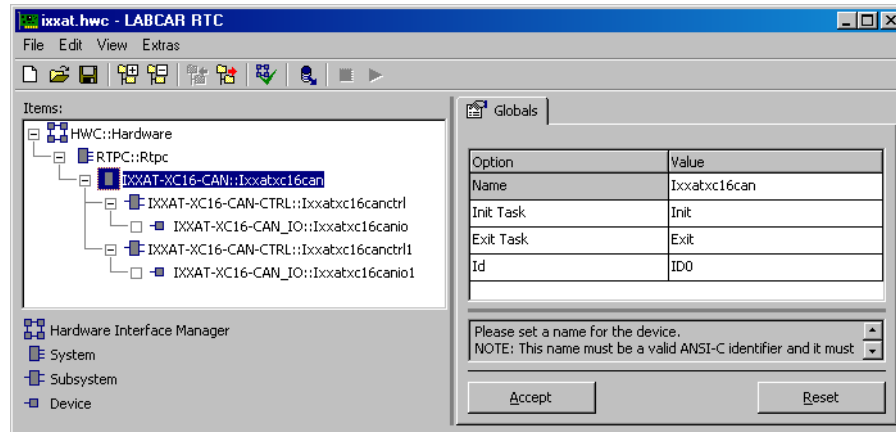 ixxat.hwc - LABCAR RTC
File Edit View Extras
Items:
HWC::Hardware
RTPC::Rtpc
IXXAT-XC16-CAN::Ixxatxc16can
IXXAT-XC16-CAN-CTRL::Ixxatxc16canctrl
IXXAT-XC16-CAN_IO::Ixxatxc16canio
IXXAT-XC16-CAN-CTRL::Ixxatxc16canctrl1
IXXAT-XC16-CAN_IO::Ixxatxc16canio1
Hardware Interface Manager
System
Subsystem
Device
Globals
Option Value
Name Ixxatxc16can
Init Task Init
Exit Task Exit
Id ID0
Please set a name for the device.
NOTE: This name must be a valid ANSI-C identifier and it must
Accept Reset